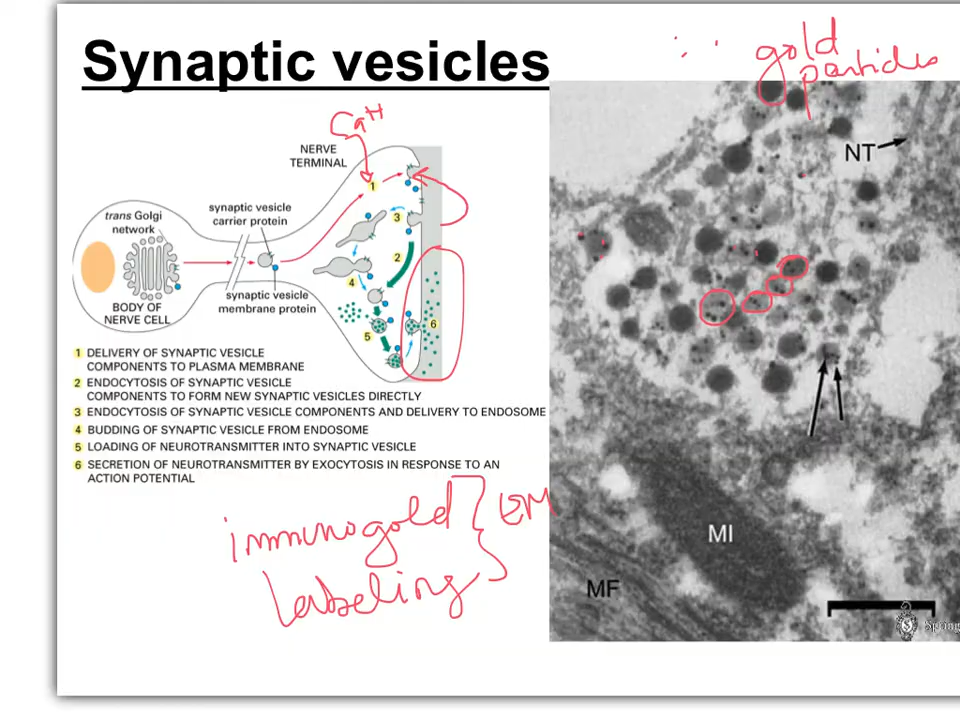 Synaptic vesicles
gold
particles
Ca++
NERVE
TERMINAL
NT
1
synaptic vesicle
carrier protein
trans Golgi
network
3
2
4
synaptic vesicle
membrane protein
BODY OF
NERVE CELL
5
6
1 DELIVERY OF SYNAPTIC VESICLE
COMPONENTS TO PLASMA MEMBRANE
2 ENDOCYTOSIS OF SYNAPTIC VESICLE
COMPONENTS TO FORM NEW SYNAPTIC VESICLES DIRECTLY
3 ENDOCYTOSIS OF SYNAPTIC VESICLE COMPONENTS AND DELIVERY TO ENDOSOME
4 BUDDING OF SYNAPTIC VESICLE FROM ENDOSOME
5 LOADING OF NEUROTRANSMITTER INTO SYNAPTIC VESICLE
6 SECRETION OF NEUROTRANSMITTER BY EXOCYTOSIS IN RESPONSE TO AN
ACTION POTENTIAL
immunogold EM
labeling
MI
MF